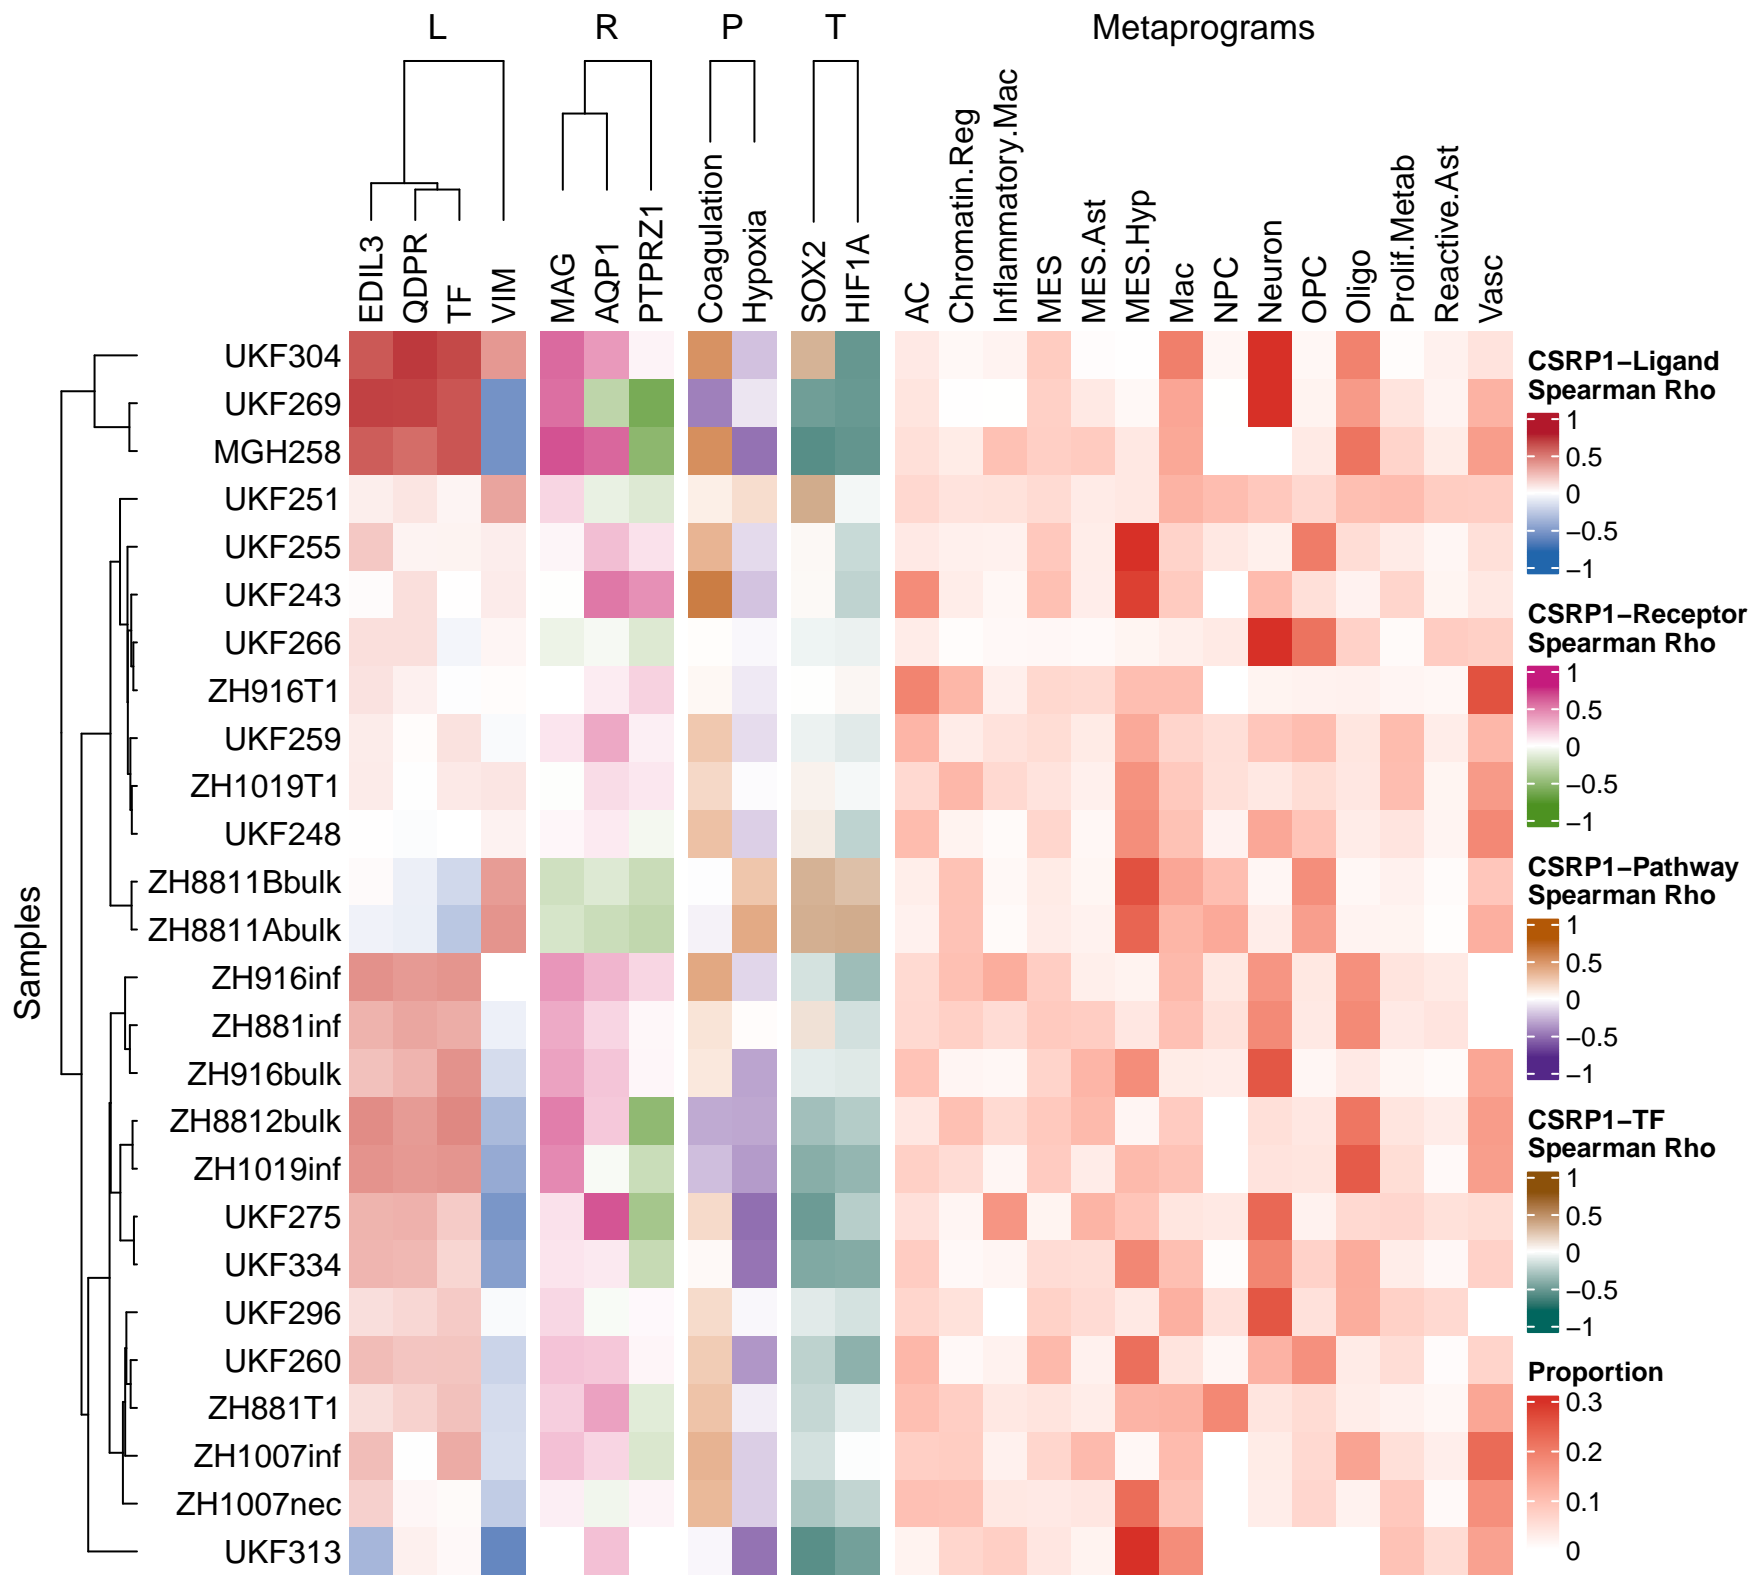 L R P T Metaprograms
EDIL3 QDPR TF VIM MAG AQP1 PTPRZ1 Coagulation Hypoxia SOX2 HIF1A AC Chromatin.Reg Inflammatory.Mac MES MES.Ast MES.Hyp Mac NPC Neuron OPC Oligo Prolif.Metab Reactive.Ast Vasc
Samples
UKF304
UKF269
MGH258
UKF251
UKF255
UKF243
UKF266
ZH916T1
UKF259
ZH1019T1
UKF248
ZH8811Bbulk
ZH8811Abulk
ZH916inf
ZH881inf
ZH916bulk
ZH8812bulk
ZH1019inf
UKF275
UKF334
UKF296
UKF260
ZH881T1
ZH1007inf
ZH1007nec
UKF313
CSRP1−Ligand
Spearman Rho
1
0.5
0
−0.5
−1
CSRP1−Receptor
Spearman Rho
1
0.5
0
−0.5
−1
CSRP1−Pathway
Spearman Rho
1
0.5
0
−0.5
−1
CSRP1−TF
Spearman Rho
1
0.5
0
−0.5
−1
Proportion
0.3
0.2
0.1
0